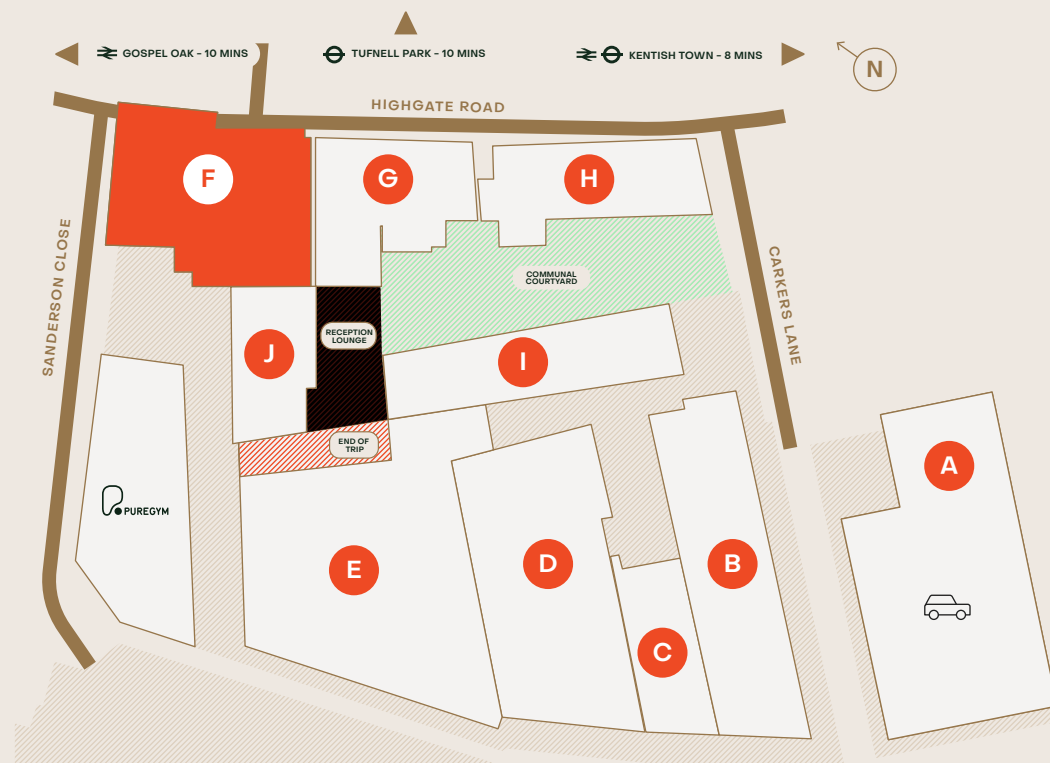 GOSPEL OAK - 10 MINS
TUFNELL PARK - 10 MINS
KENTISH TOWN - 8 MINS
N
HIGHGATE ROAD
F
G
H
SANDERSON CLOSE
CARKERS LANE
COMMUNAL
COURTYARD
RECEPTION
LOUNGE
J
I
END OF
TRIP
A
PUREGYM
E
D
B
C